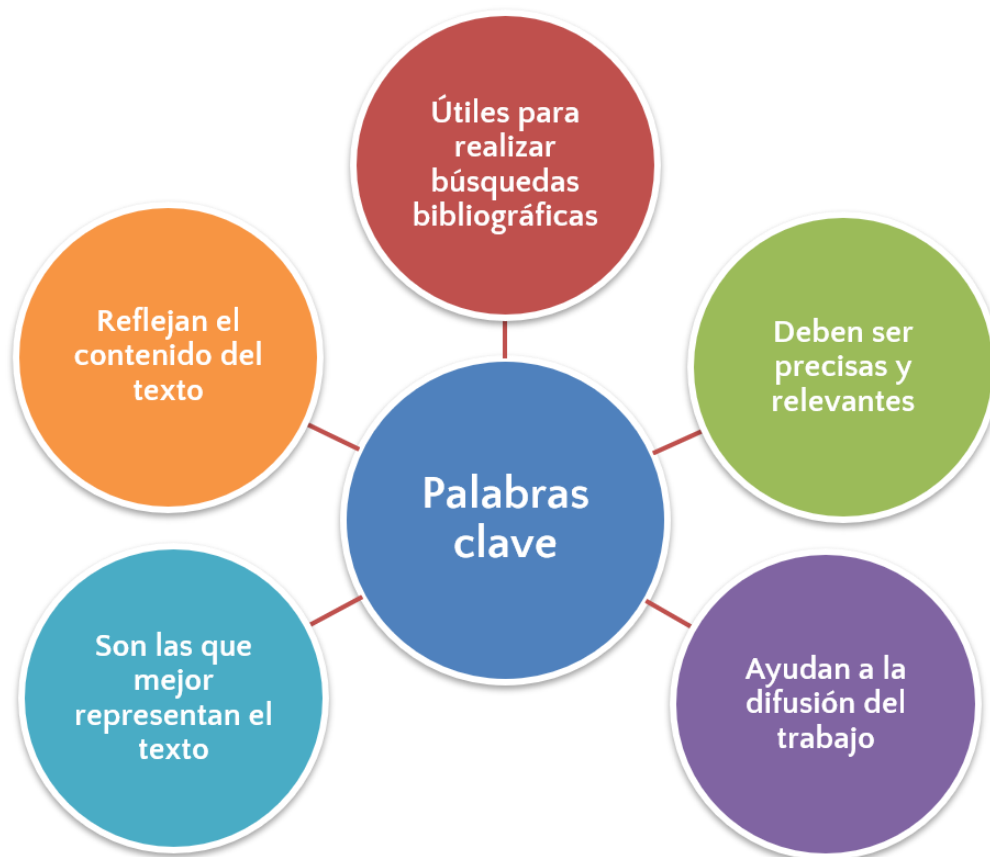 Útiles para
realizar
búsquedas
bibliográficas
Reflejan el
contenido del
texto
Deben ser
precisas y
relevantes
Palabras
clave
Son las que
mejor
representan el
texto
Ayudan a la
difusión del
trabajo